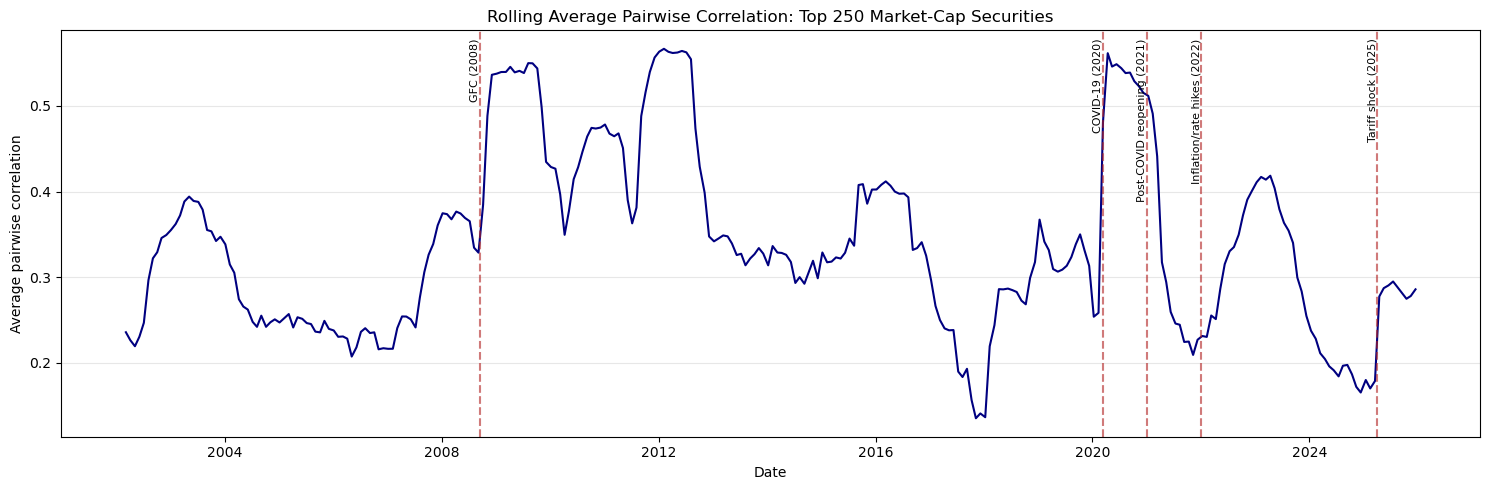 Rolling Average Pairwise Correlation: Top 250 Market-Cap Securities
Average pairwise correlation
0.5
0.4
0.3
0.2
GFC (2008)
COVID-19 (2020)
Post-COVID reopening (2021)
Inflation/rate hikes (2022)
Tariff shock (2025)
2004
2008
2012
2016
2020
2024
Date